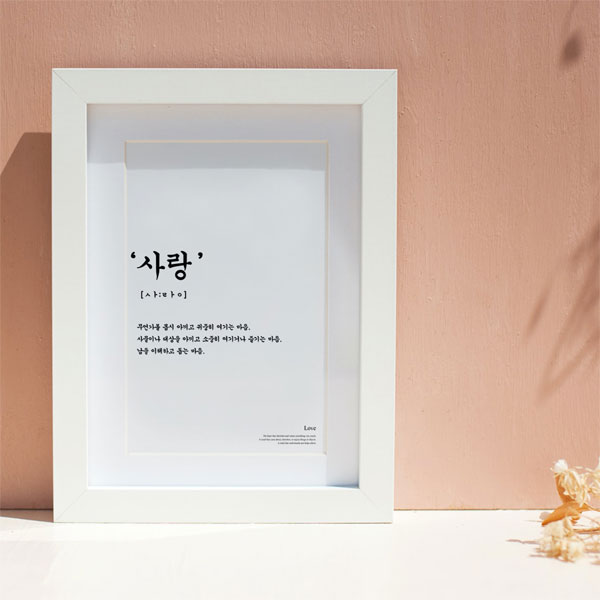 ‘사랑’
[ㅅㅏ:ㄹㅏㅇ]
무언가를 몹시 아끼고 귀중히 여기는 마음.
사람이나 대상을 아끼고 소중히 여기거나 즐기는 마음.
남을 이해하고 돕는 마음.
Love